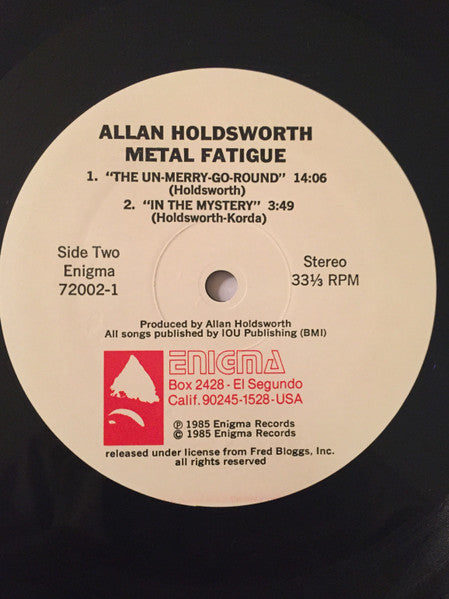 ALLAN HOLDSWORTH
METAL FATIGUE
1. "THE UN-MERRY-GO-ROUND" 14:06
(Holdsworth)
2. "IN THE MYSTERY" 3:49
(Holdsworth-Korda)
Side Two
Enigma
72002-1
Stereo
33⅓ RPM
Produced by Allan Holdsworth
All songs published by IOU Publishing (BMI)
ENIGMA
Box 2428 - El Segundo
Calif. 90245-1528 - USA
℗ 1985 Enigma Records
© 1985 Enigma Records
released under license from Fred Bloggs, Inc.
all rights reserved